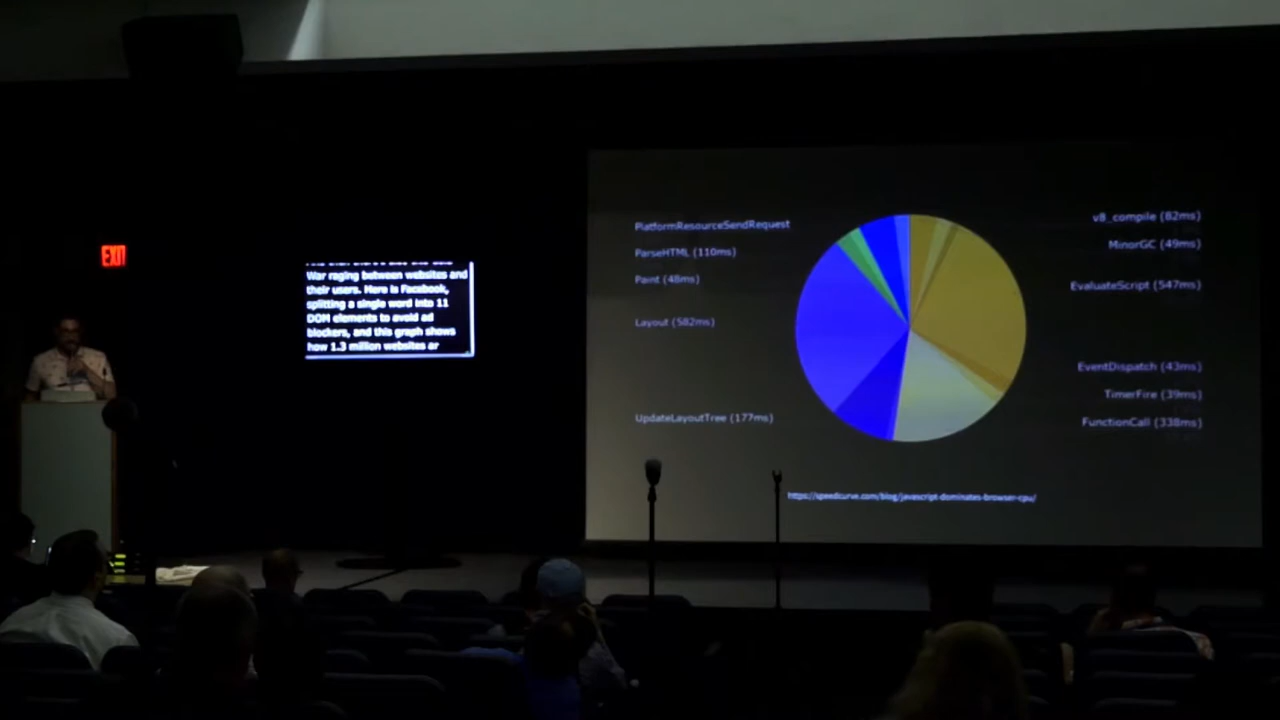 EXIT
War raging between websites and
their users. Here is Facebook,
splitting a single word into 11
DOM elements to avoid ad
blockers, and this graph shows
how 1.3 million websites ar
PlatformResourceSendRequest
ParseHTML (110ms)
Paint (48ms)
Layout (582ms)
UpdateLayoutTree (177ms)
v8_compile (82ms)
MinorGC (49ms)
EvaluateScript (547ms)
EventDispatch (43ms)
TimerFire (39ms)
FunctionCall (338ms)
https://speedcurve.com/blog/javascript-dominates-browser-cpu/